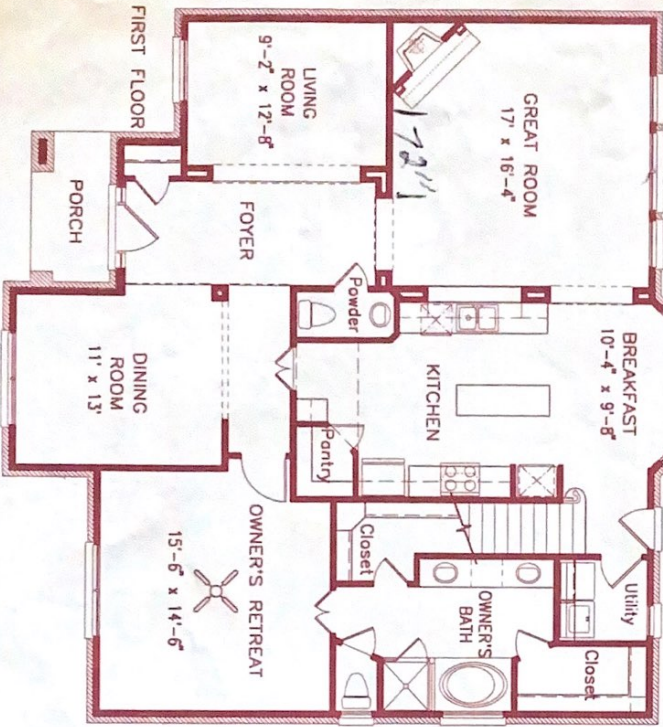 FIRST FLOOR
LIVING
ROOM
9'-2" x 12'-8"
GREAT ROOM
17' x 16'-4"
172"
PORCH
FOYER
Powder
BREAKFAST
10'-4" x 9'-8"
KITCHEN
DINING
ROOM
11' x 13'
Pantry
OWNER'S RETREAT
15'-6" x 14'-6"
Closet
OWNER'S
BATH
Utility
Closet